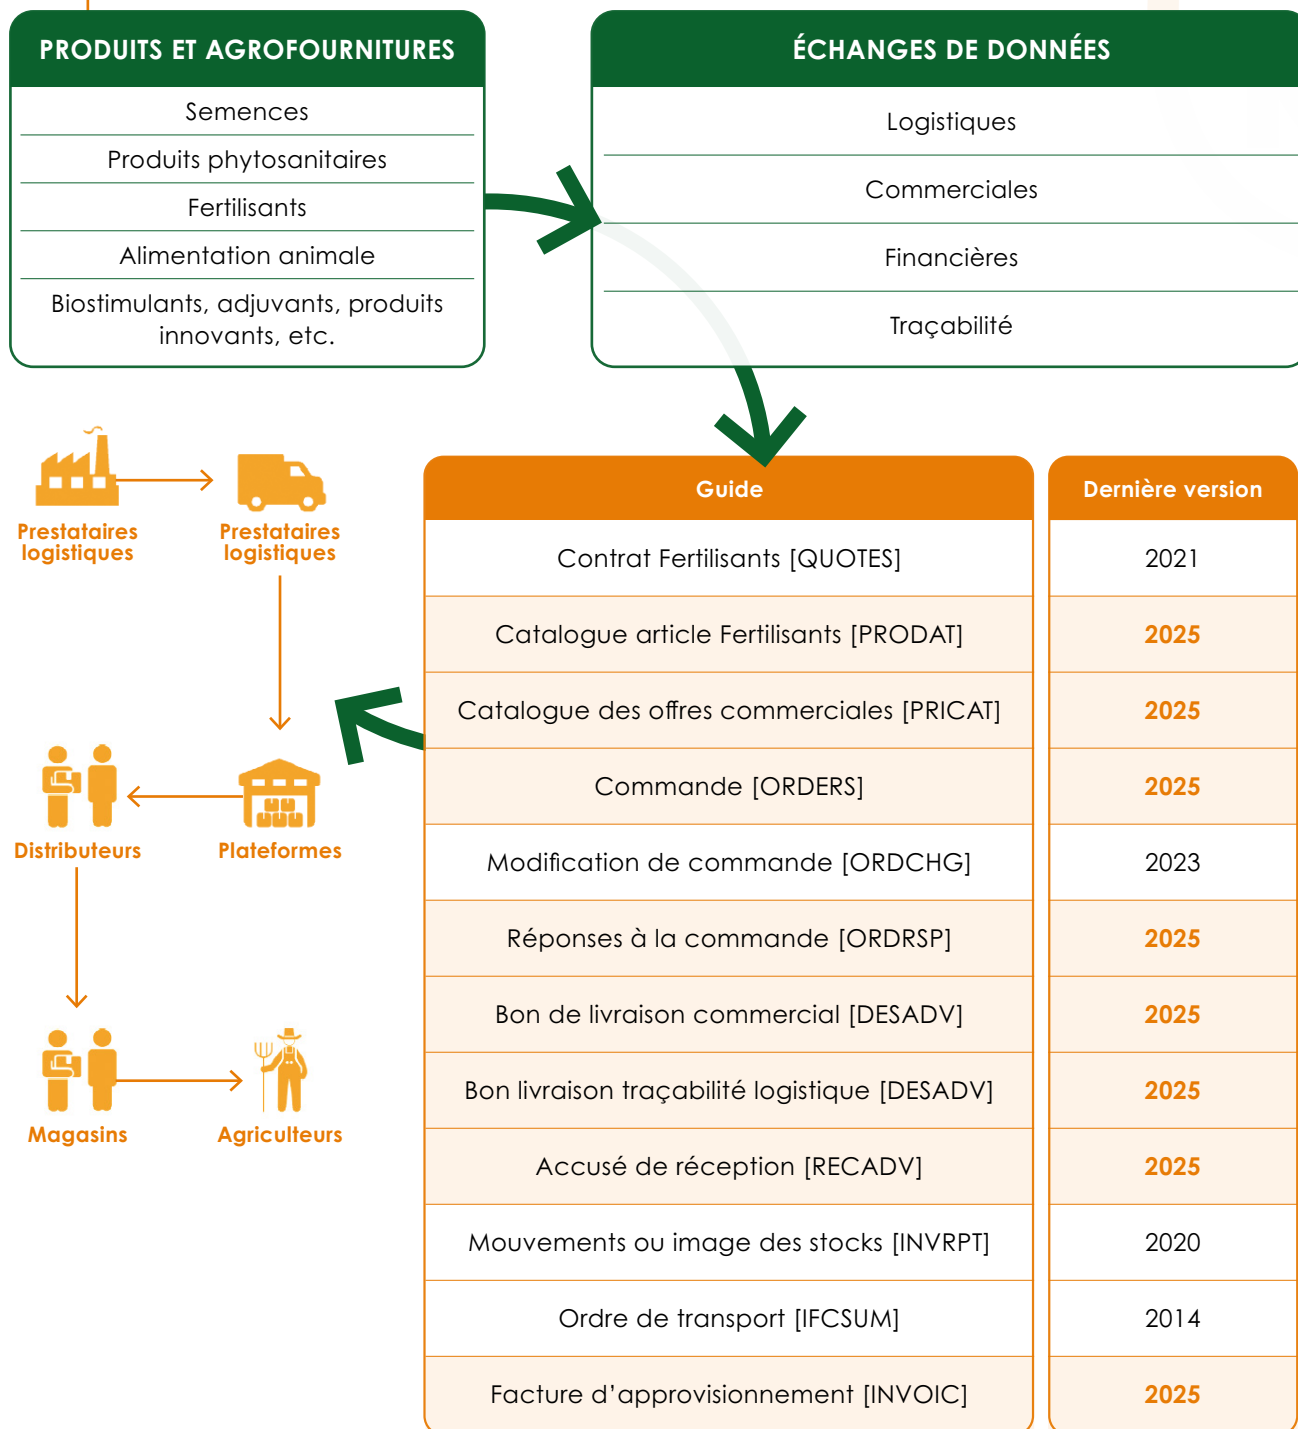 PRODUITS ET AGROFOURNITURES
Semences
Produits phytosanitaires
Fertilisants
Alimentation animale
Biostimulants, adjuvants, produits
innovants, etc.
ÉCHANGES DE DONNÉES
Logistiques
Commerciales
Financières
Traçabilité
Prestataires
logistiques
Prestataires
logistiques
Distributeurs
Plateformes
Magasins
Agriculteurs
Guide
Dernière version
Contrat Fertilisants [QUOTES]
2021
Catalogue article Fertilisants [PRODAT]
2025
Catalogue des offres commerciales [PRICAT]
2025
Commande [ORDERS]
2025
Modification de commande [ORDCHG]
2023
Réponses à la commande [ORDRSP]
2025
Bon de livraison commercial [DESADV]
2025
Bon livraison traçabilité logistique [DESADV]
2025
Accusé de réception [RECADV]
2025
Mouvements ou image des stocks [INVRPT]
2020
Ordre de transport [IFCSUM]
2014
Facture d’approvisionnement [INVOIC]
2025